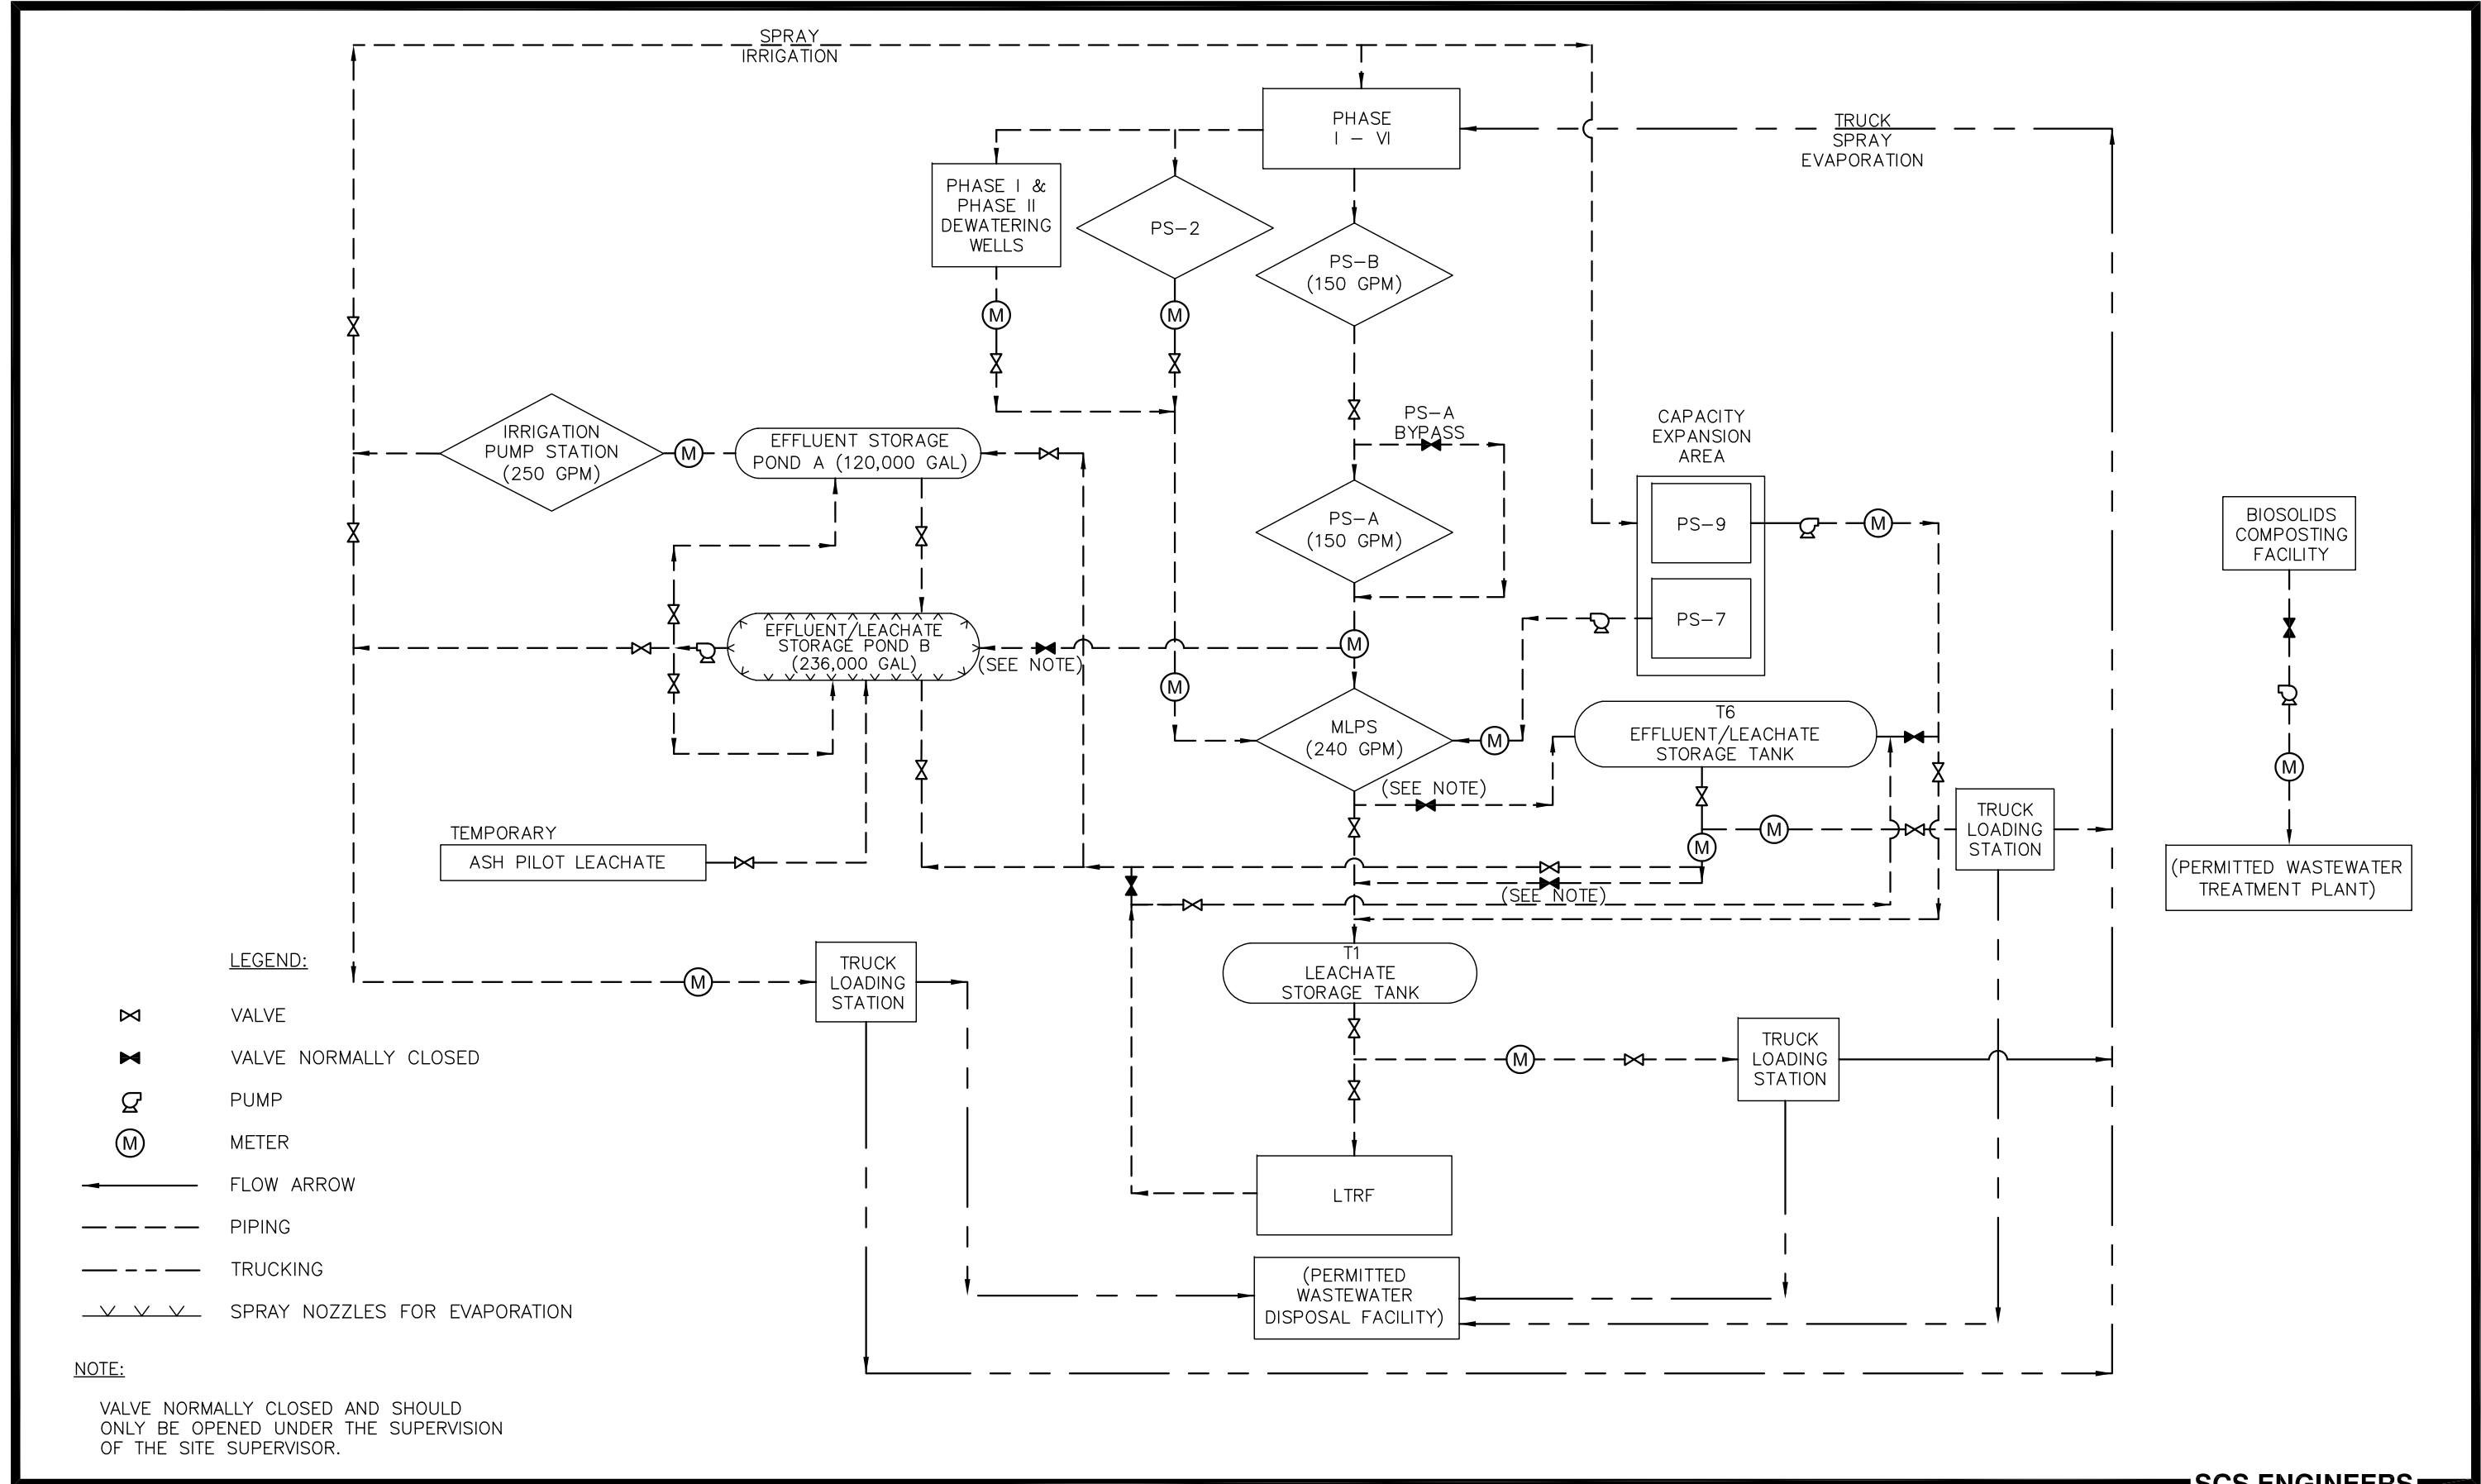 SPRAY
IRRIGATION
PHASE
I – VI
TRUCK
SPRAY
EVAPORATION
PHASE I &
PHASE II
DEWATERING
WELLS
PS–2
PS–B
(150 GPM)
M
M
IRRIGATION
PUMP STATION
(250 GPM)
M
EFFLUENT STORAGE
POND A (120,000 GAL)
PS–A
BYPASS
CAPACITY
EXPANSION
AREA
PS–A
(150 GPM)
PS–9
M
PS–7
BIOSOLIDS
COMPOSTING
FACILITY
EFFLUENT/LEACHATE
STORAGE POND B
(236,000 GAL)
(SEE NOTE)
M
M
MLPS
(240 GPM)
M
T6
EFFLUENT/LEACHATE
STORAGE TANK
M
(SEE NOTE)
TEMPORARY
ASH PILOT LEACHATE
M
M
TRUCK
LOADING
STATION
(SEE NOTE)
(PERMITTED WASTEWATER
TREATMENT PLANT)
M
TRUCK
LOADING
STATION
T1
LEACHATE
STORAGE TANK
M
TRUCK
LOADING
STATION
LTRF
(PERMITTED
WASTEWATER
DISPOSAL FACILITY)
LEGEND:
VALVE
VALVE NORMALLY CLOSED
PUMP
M
METER
FLOW ARROW
PIPING
TRUCKING
SPRAY NOZZLES FOR EVAPORATION
NOTE:
VALVE NORMALLY CLOSED AND SHOULD
ONLY BE OPENED UNDER THE SUPERVISION
OF THE SITE SUPERVISOR.
SCS ENGINEERS